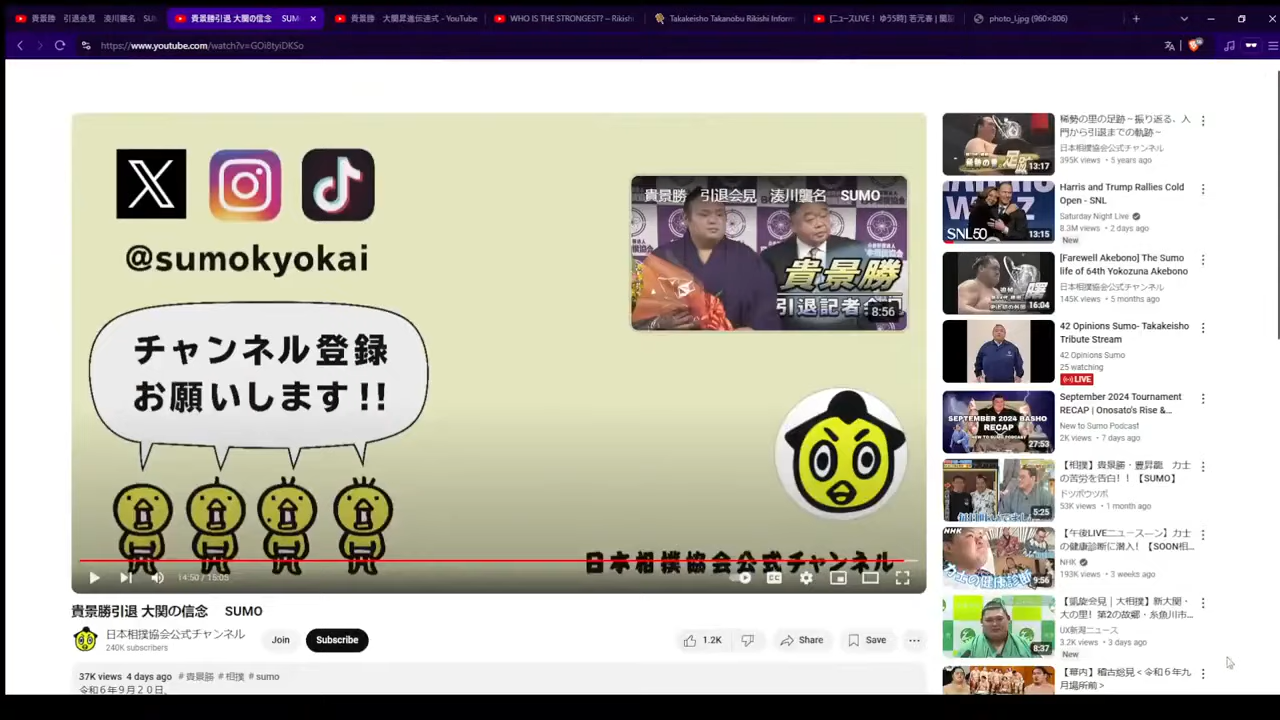 貴景勝　引退会見　湊川襲名　SU
貴景勝引退 大関の信念　SUM
貴景勝　大関昇進伝達式 - YouTube
WHO IS THE STRONGEST? – Rikish
Takakeisho Takanobu Rikishi Inform
[ニュースLIVE！ ゆう5時] 若元春 | 関脇
photo_l.jpg (960×806)
https://www.youtube.com/watch?v=GOi8tyiDKSo
@sumokyokai
チャンネル登録
お願いします!!
貴景勝　引退会見　湊川襲名　SUMO
貴景勝
引退記者会見
8:56
日本相撲協会公式チャンネル
14:50 / 15:05
CC
貴景勝引退 大関の信念　SUMO
日本相撲協会公式チャンネル
240K subscribers
Join
Subscribe
1.2K
Share
Save
37K views 4 days ago #貴景勝 #相撲 #sumo
令和6年9月20日、
13:17
稀勢の里の足跡～振り返る、入
門から引退までの軌跡～
日本相撲協会公式チャンネル
395K views • 5 years ago
SNL50
13:15
Harris and Trump Rallies Cold
Open - SNL
Saturday Night Live
8.3M views • 2 days ago
New
16:04
[Farewell Akebono] The Sumo
life of 64th Yokozuna Akebono
日本相撲協会公式チャンネル
145K views • 5 months ago
42 Opinions Sumo- Takakeisho
Tribute Stream
42 Opinions Sumo
25 watching
LIVE
SEPTEMBER 2024 BASHO
RECAP
NEW TO SUMO PODCAST
27:53
September 2024 Tournament
RECAP | Onosato's Rise &...
New to Sumo Podcast
2K views • 7 days ago
5:25
【相撲】貴景勝・豊昇龍　力士
の苦労を告白！！【SUMO】
ドツボウツボ
53K views • 1 month ago
NHK
9:56
【午後LIVEニュースーン】力士
の健康診断に潜入！【SOON相...
NHK
193K views • 3 weeks ago
8:37
【凱旋会見｜大相撲】新大関・
大の里！第2の故郷・糸魚川市...
UX新潟ニュース
3.2K views • 3 days ago
New
【幕内】稽古総見＜令和６年九
月場所前＞